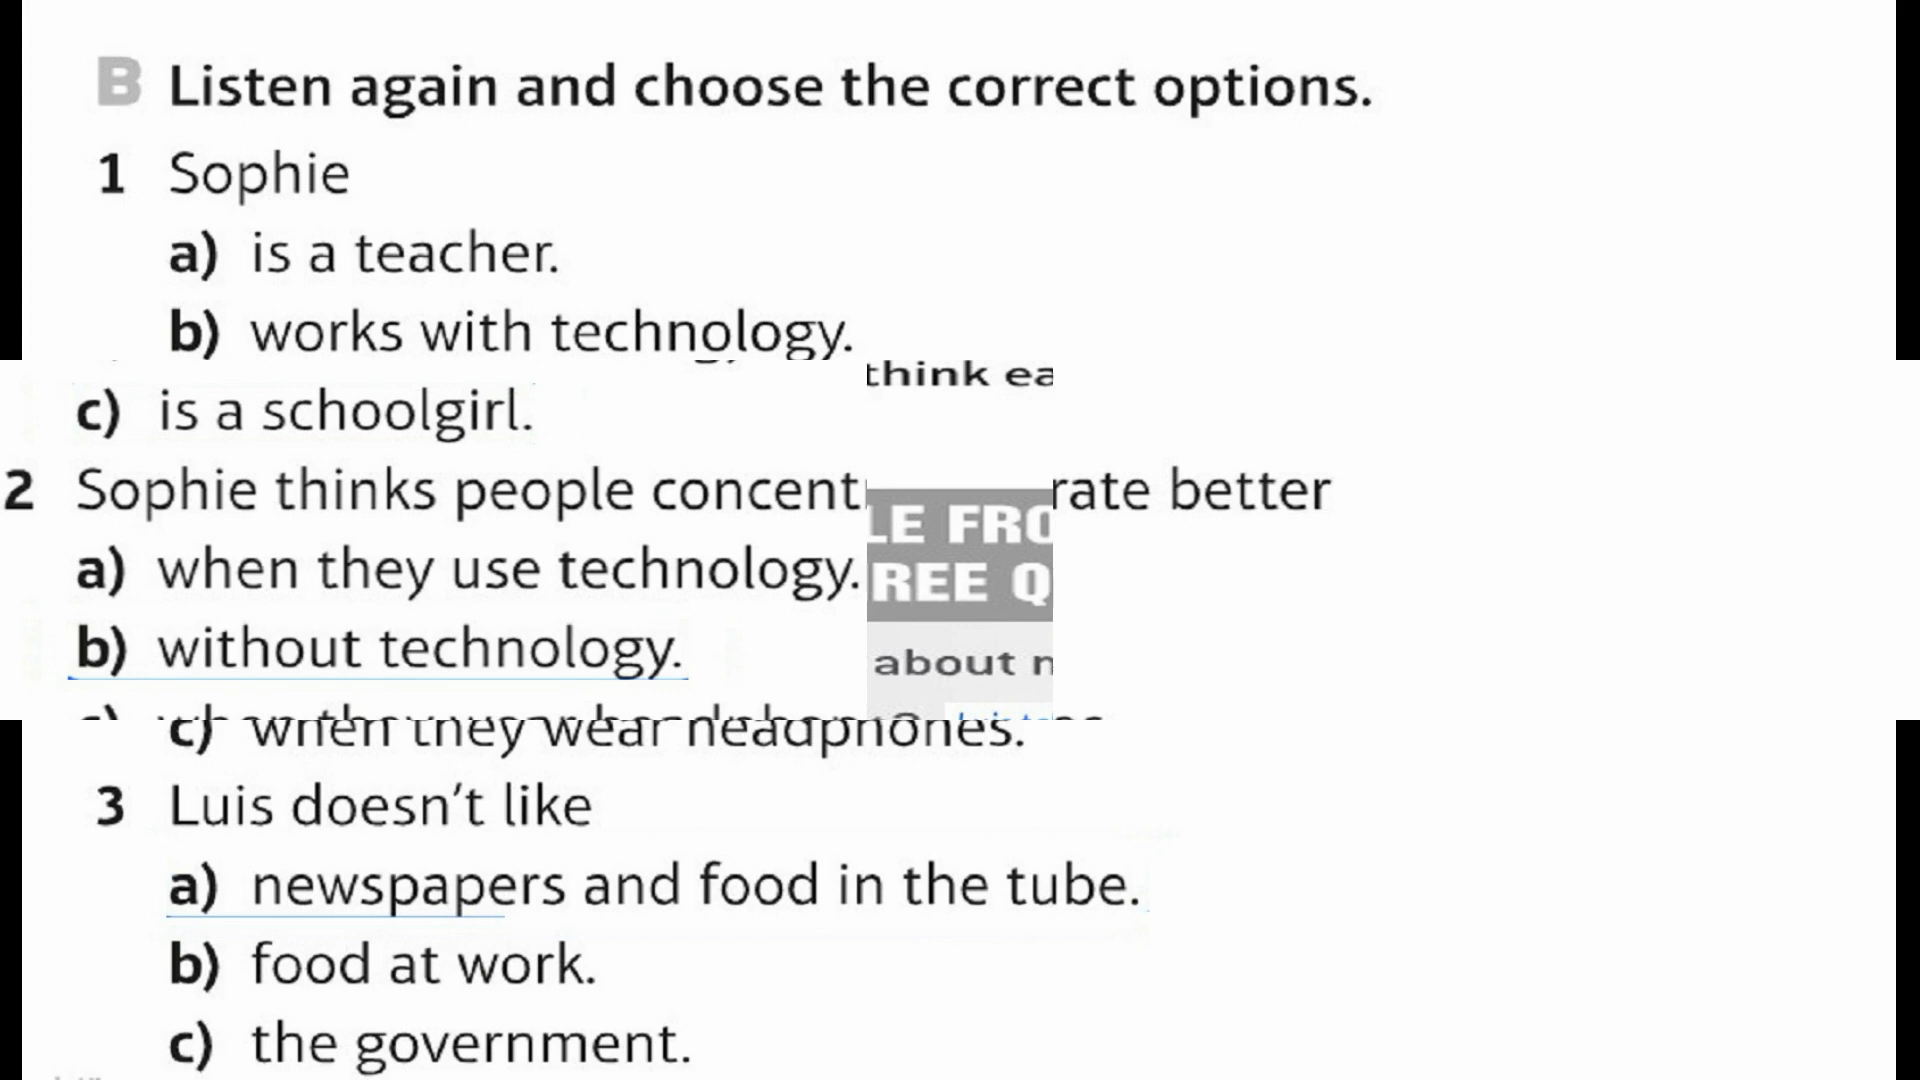 B Listen again and choose the correct options.
1 Sophie
a) is a teacher.
b) works with technology.
think ea
c) is a schoolgirl.
2 Sophie thinks people concent rate better
LE FRO
a) when they use technology.
REE Q
b) without technology.
about
c) when they wear headphones.
3 Luis doesn't like
a) newspapers and food in the tube.
b) food at work.
c) the government.